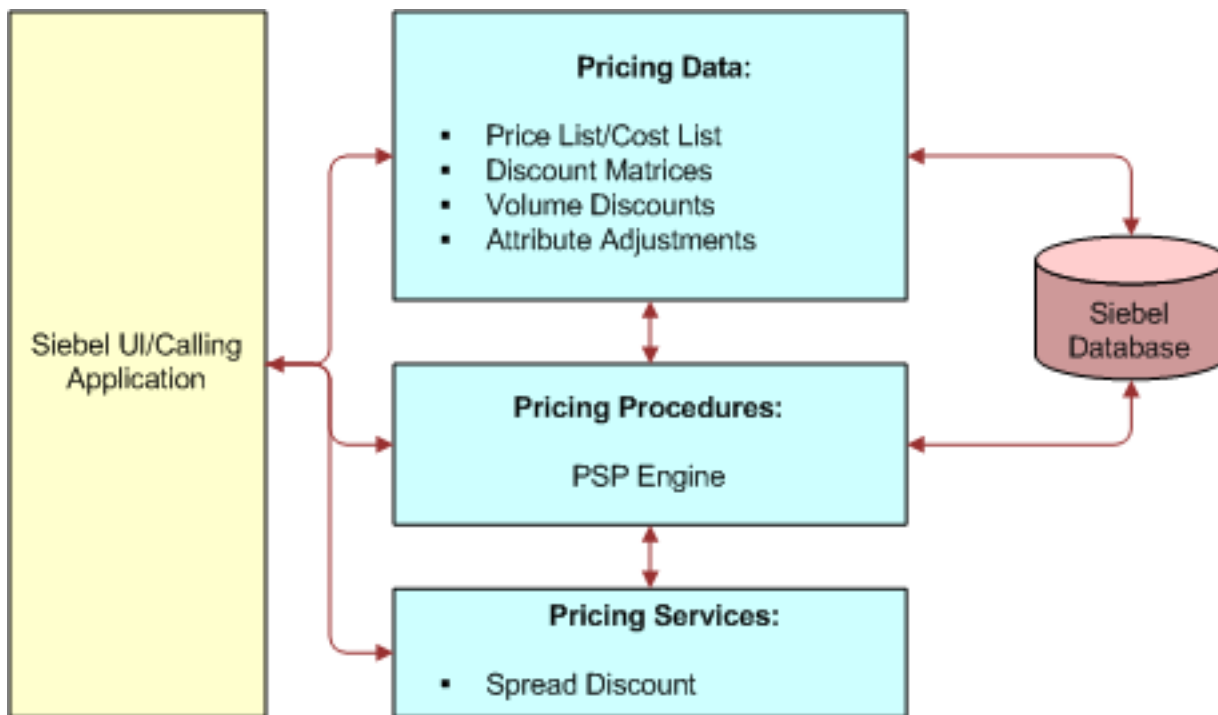 Siebel UI/Calling
Application
Pricing Data:
▪ Price List/Cost List
▪ Discount Matrices
▪ Volume Discounts
▪ Attribute Adjustments
Pricing Procedures:
PSP Engine
Pricing Services:
▪ Spread Discount
Siebel
Database